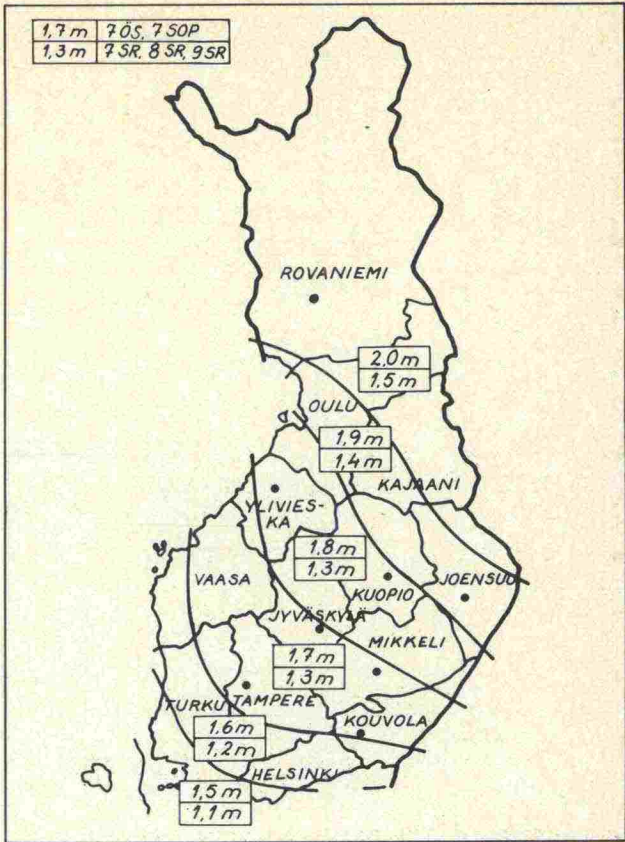 1,7 m 7 ÖS, 7 SOP
1,3 m 7 SR, 8 SR, 9 SR
ROVANIEMI
2,0 m
1,5 m
OULU
1,9 m
1,4 m
KAJAANI
YLIVIES-
KA
1,8 m
1,3 m
VAASA
KUOPIO
JOENSUU
JYVÄSKYLÄ
MIKKELI
1,7 m
1,3 m
TURKU
TAMPERE
1,6 m
1,2 m
KOUVOLA
HELSINKI
1,5 m
1,1 m